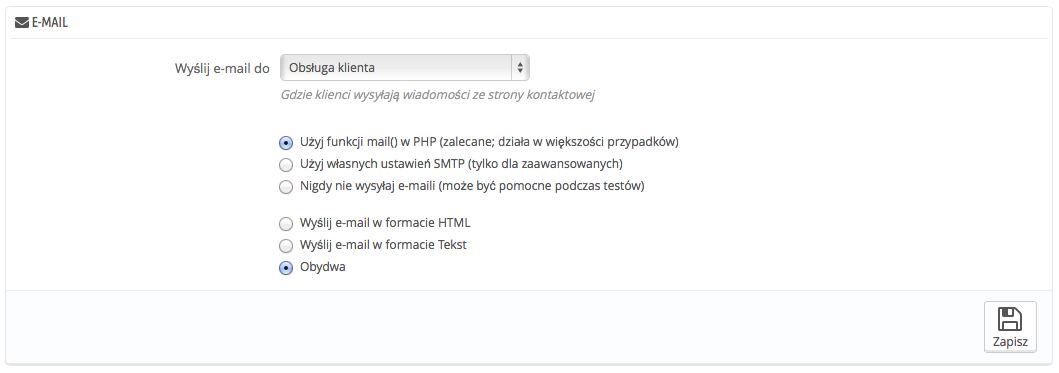 E-MAIL
Wyślij e-mail do Obsługa klienta
Gdzie klienci wysyłają wiadomości ze strony kontaktowej
Użyj funkcji mail() w PHP (zalecane; działa w większości przypadków)
Użyj własnych ustawień SMTP (tylko dla zaawansowanych)
Nigdy nie wysyłaj e-maili (może być pomocne podczas testów)
Wyślij e-mail w formacie HTML
Wyślij e-mail w formacie Tekst
Obydwa
Zapisz